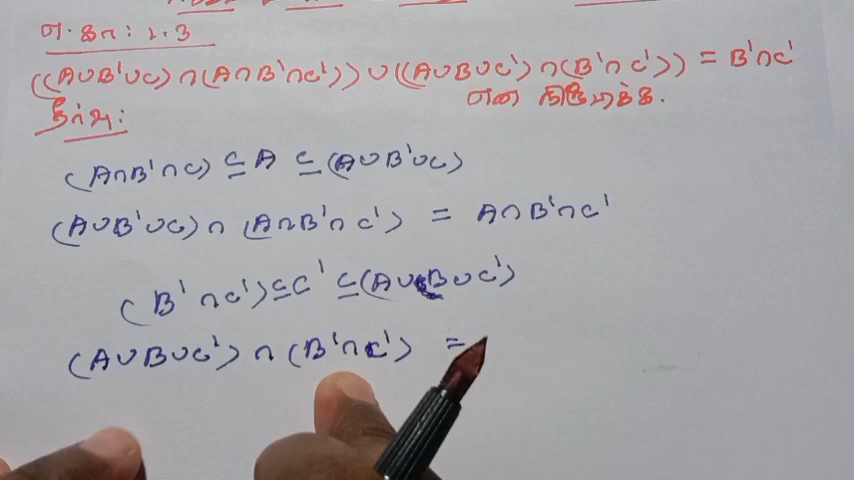 எ.கா: 1.3
((A∪B'∪C) ∩ (A∩B'∩C')) ∪ ((A∪B∪C') ∩ (B'∩C')) = B'∩C'
என நிரூபிக்க.
தீர்வு:
(A∩B'∩C) ⊆ A ⊆ (A∪B'∪C)
(A∪B'∪C) ∩ (A∩B'∩C') = A∩B'∩C'
(B'∩C') ⊆ C' ⊆ (A∪B∪C')
(A∪B∪C') ∩ (B'∩C') =